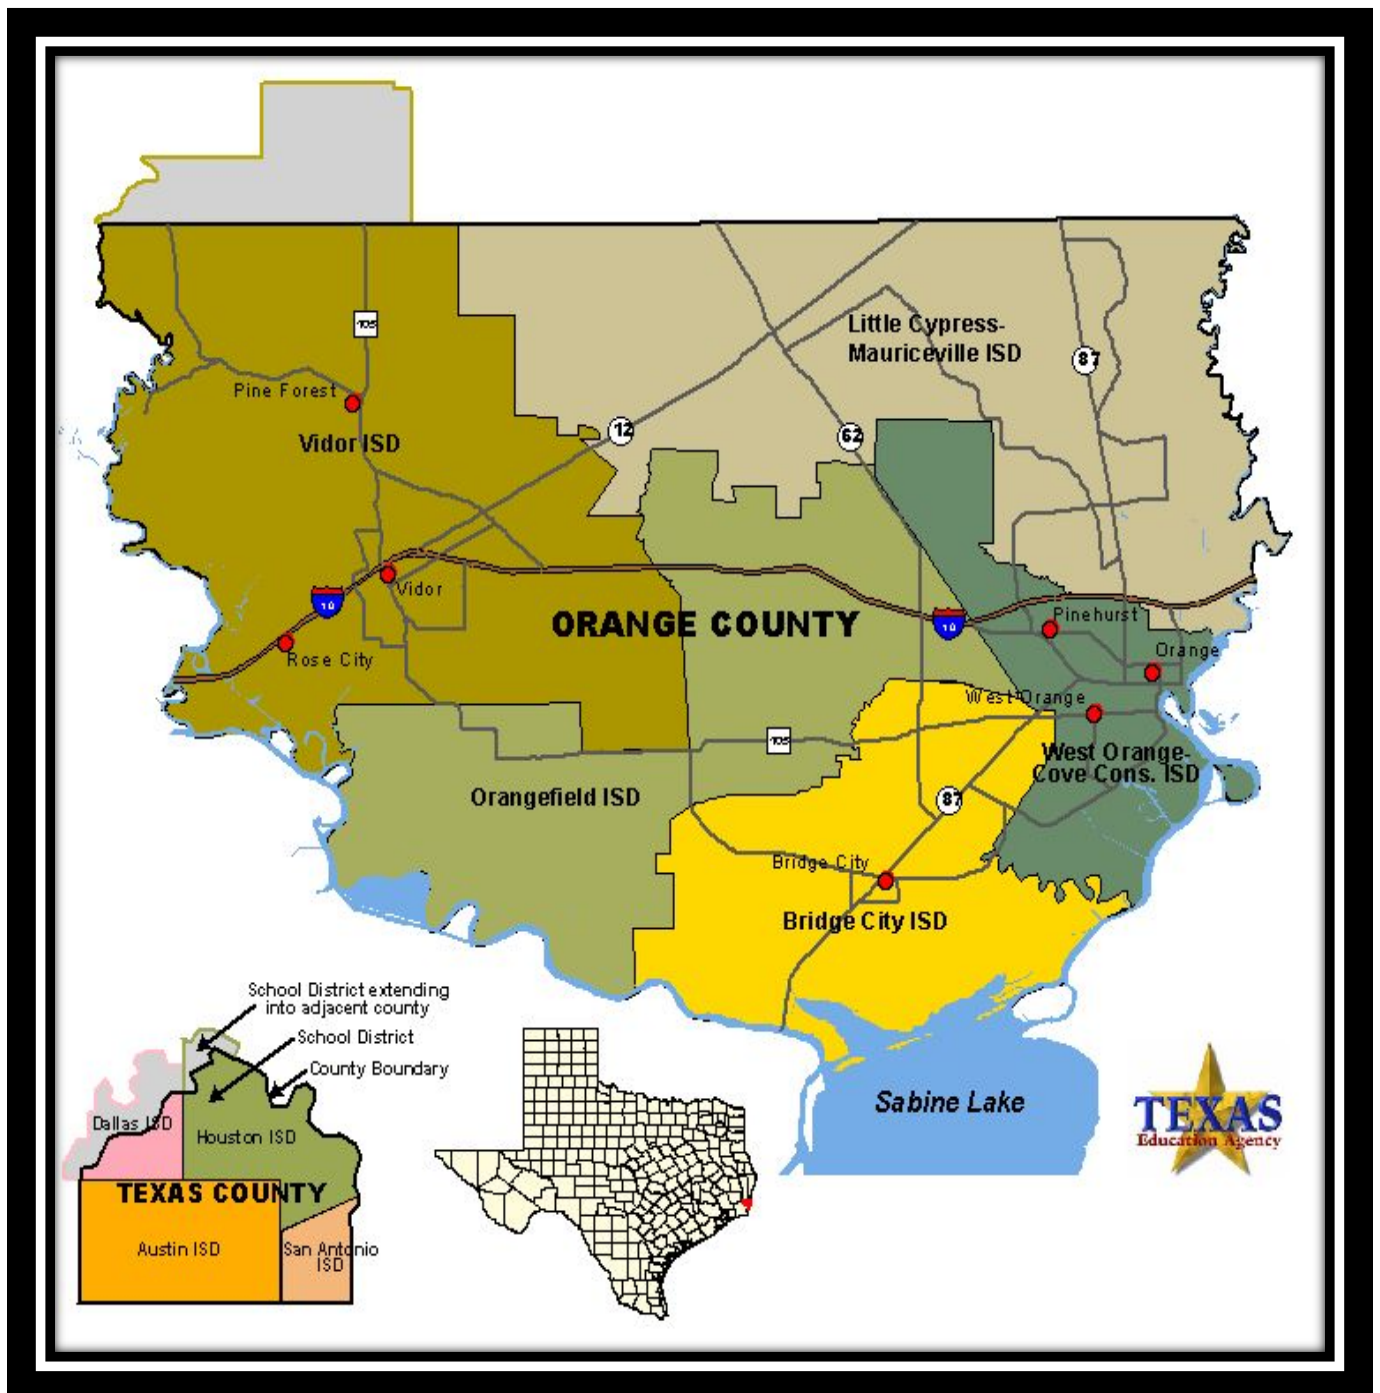 105
Little Cypress-
Mauriceville ISD
87
Pine Forest
Vidor ISD
12
62
10
Vidor
ORANGE COUNTY
10
Pinehurst
Rose City
Orange
West Orange
105
West Orange-
Cove Cons. ISD
Orangefield ISD
87
Bridge City
Bridge City ISD
School District extending
into adjacent county
School District
County Boundary
Dallas ISD
Houston ISD
TEXAS COUNTY
Austin ISD
San Antonio
ISD
Sabine Lake
TEXAS
Education Agency